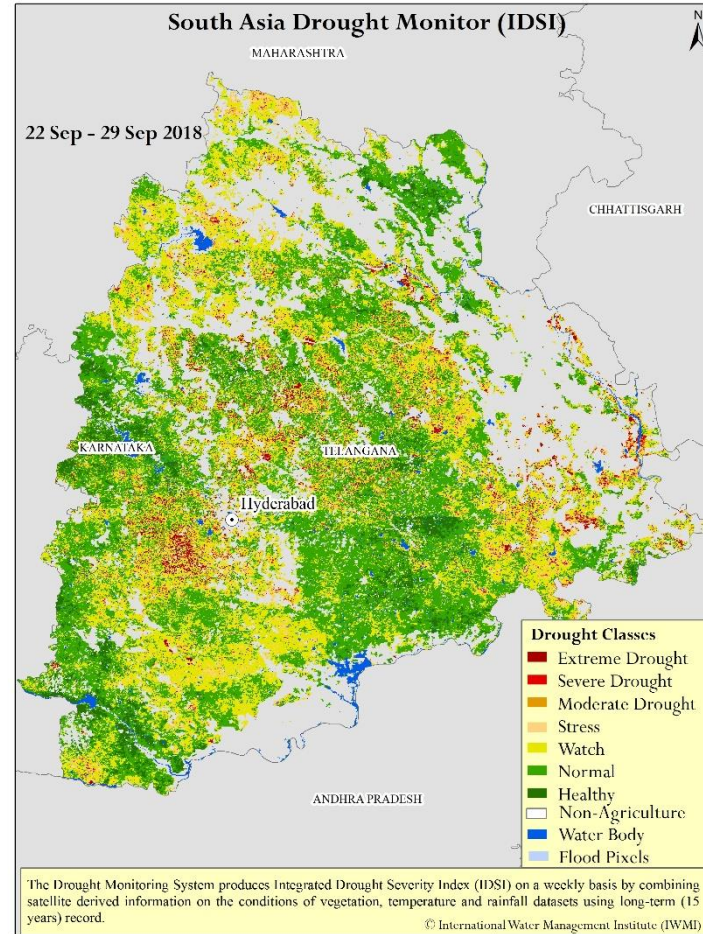 South Asia Drought Monitor (IDSI)
N
MAHARASHTRA
22 Sep - 29 Sep 2018
CHHATTISGARH
KARNATAKA
TELANGANA
Hyderabad
Drought Classes
Extreme Drought
Severe Drought
Moderate Drought
Stress
Watch
Normal
Healthy
Non-Agriculture
Water Body
Flood Pixels
ANDHRA PRADESH
The Drought Monitoring System produces Integrated Drought Severity Index (IDSI) on a weekly basis by combining
satellite derived information on the conditions of vegetation, temperature and rainfall datasets using long-term (15
years) record.
© International Water Management Institute (IWMI)